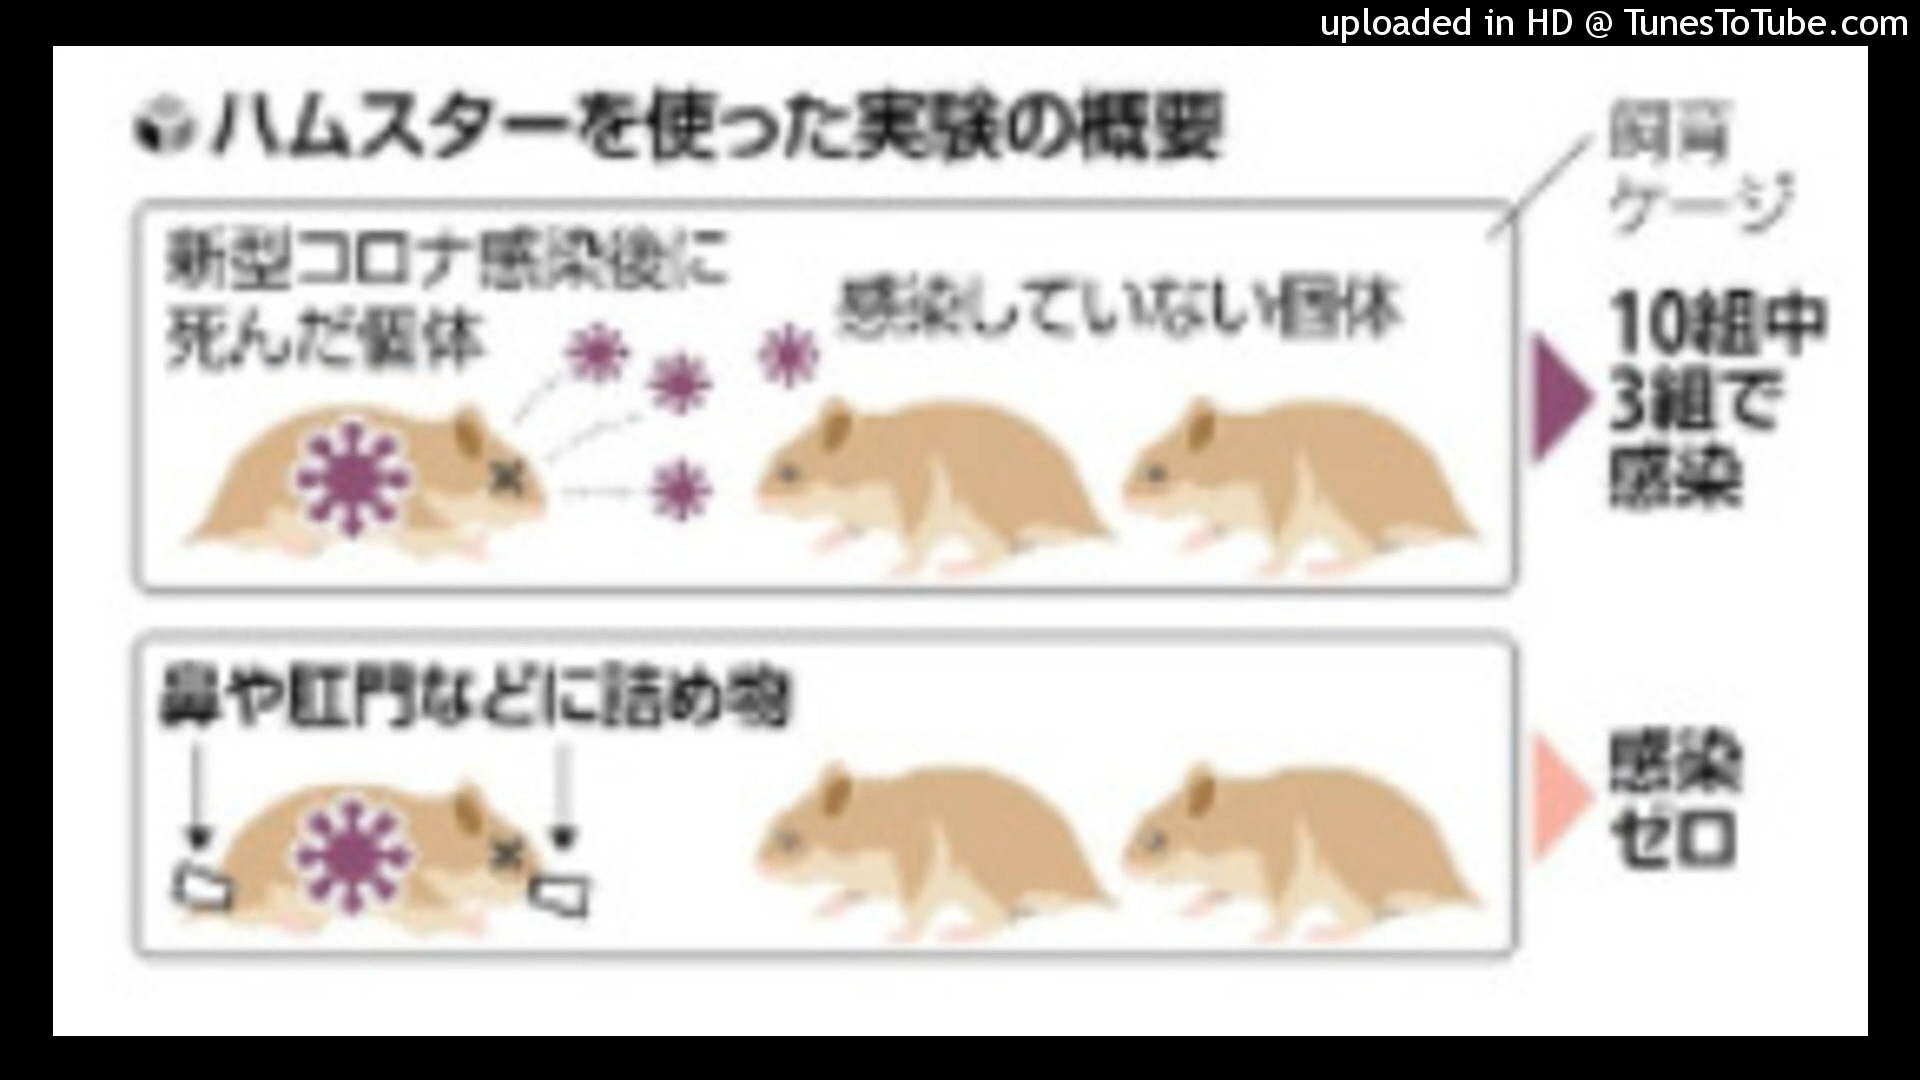 uploaded in HD @ TunesToTube.com
ハムスターを使った実験の概要
飼育
ケージ
新型コロナ感染後に
死んだ個体
感染していない個体
10組中
3組で
感染
鼻や肛門などに詰め物
感染
ゼロ